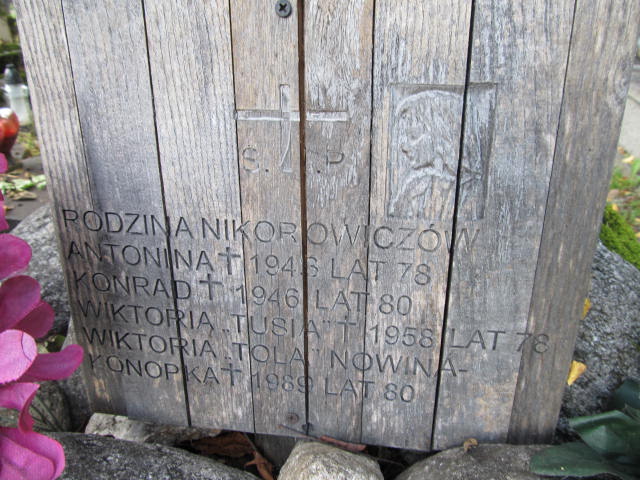 Ś. P.
RODZINA NIKOROWICZÓW
ANTONINA † 1946 LAT 78
KONRAD † 1946 LAT 80
WIKTORIA „TUSIA” † 1958 LAT 78
WIKTORIA „TOLA” NOWINA-
KONOPKA † 1989 LAT 80